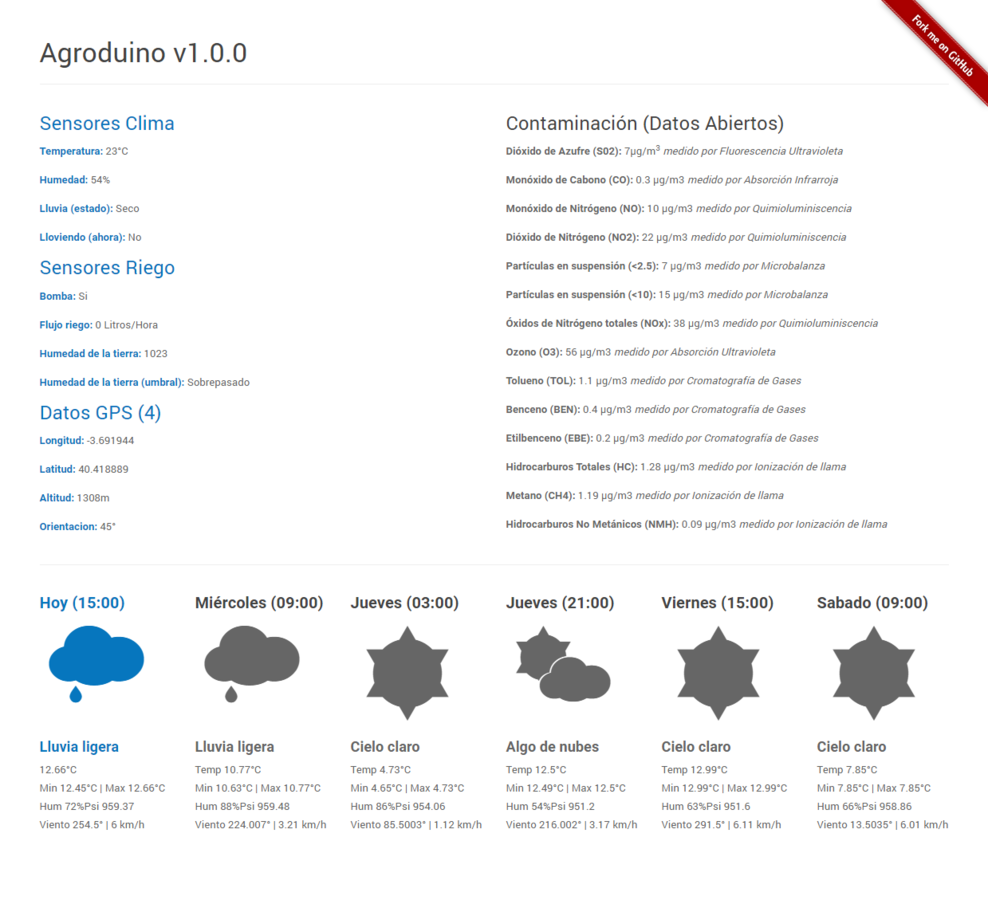 Fork me on GitHub
Agroduino v1.0.0
Sensores Clima
Temperatura: 23°C
Humedad: 54%
Lluvia (estado): Seco
Lloviendo (ahora): No
Sensores Riego
Bomba: Si
Flujo riego: 0 Litros/Hora
Humedad de la tierra: 1023
Humedad de la tierra (umbral): Sobrepasado
Datos GPS (4)
Longitud: -3.691944
Latitud: 40.418889
Altitud: 1308m
Orientacion: 45°
Contaminación (Datos Abiertos)
Dióxido de Azufre (S02): 7µg/m³ medido por Fluorescencia Ultravioleta
Monóxido de Cabono (CO): 0.3 µg/m3 medido por Absorción Infrarroja
Monóxido de Nitrógeno (NO): 10 µg/m3 medido por Quimioluminiscencia
Dióxido de Nitrógeno (NO2): 22 µg/m3 medido por Quimioluminiscencia
Partículas en suspensión (<2.5): 7 µg/m3 medido por Microbalanza
Partículas en suspensión (<10): 15 µg/m3 medido por Microbalanza
Óxidos de Nitrógeno totales (NOx): 38 µg/m3 medido por Quimioluminiscencia
Ozono (O3): 56 µg/m3 medido por Absorción Ultravioleta
Tolueno (TOL): 1.1 µg/m3 medido por Cromatografía de Gases
Benceno (BEN): 0.4 µg/m3 medido por Cromatografía de Gases
Etilbenceno (EBE): 0.2 µg/m3 medido por Cromatografía de Gases
Hidrocarburos Totales (HC): 1.28 µg/m3 medido por Ionización de llama
Metano (CH4): 1.19 µg/m3 medido por Ionización de llama
Hidrocarburos No Metánicos (NMH): 0.09 µg/m3 medido por Ionización de llama
Hoy (15:00)
Lluvia ligera
12.66°C
Min 12.45°C | Max 12.66°C
Hum 72%Psi 959.37
Viento 254.5° | 6 km/h
Miércoles (09:00)
Lluvia ligera
Temp 10.77°C
Min 10.63°C | Max 10.77°C
Hum 88%Psi 959.48
Viento 224.007° | 3.21 km/h
Jueves (03:00)
Cielo claro
Temp 4.73°C
Min 4.65°C | Max 4.73°C
Hum 86%Psi 954.06
Viento 85.5003° | 1.12 km/h
Jueves (21:00)
Algo de nubes
Temp 12.5°C
Min 12.49°C | Max 12.5°C
Hum 54%Psi 951.2
Viento 216.002° | 3.17 km/h
Viernes (15:00)
Cielo claro
Temp 12.99°C
Min 12.99°C | Max 12.99°C
Hum 63%Psi 951.6
Viento 291.5° | 6.11 km/h
Sabado (09:00)
Cielo claro
Temp 7.85°C
Min 7.85°C | Max 7.85°C
Hum 66%Psi 958.86
Viento 13.5035° | 6.01 km/h